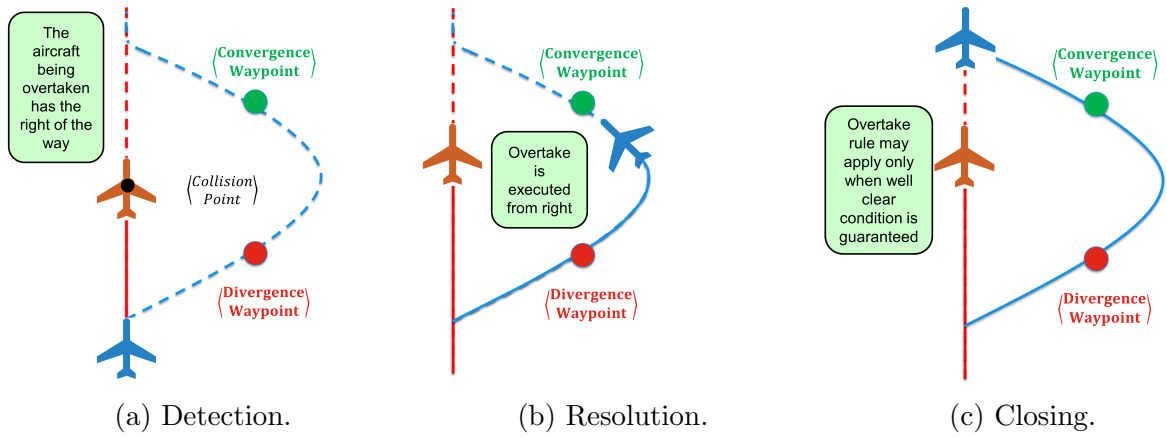 The
aircraft
being
overtaken
has the
right of the
way
⟨Convergence
Waypoint⟩
⟨Collision
Point⟩
⟨Divergence
Waypoint⟩
(a) Detection.
⟨Convergence
Waypoint⟩
Overtake
is
executed
from right
⟨Divergence
Waypoint⟩
(b) Resolution.
⟨Convergence
Waypoint⟩
Overtake
rule may
apply only
when well
clear
condition is
guaranteed
⟨Divergence
Waypoint⟩
(c) Closing.